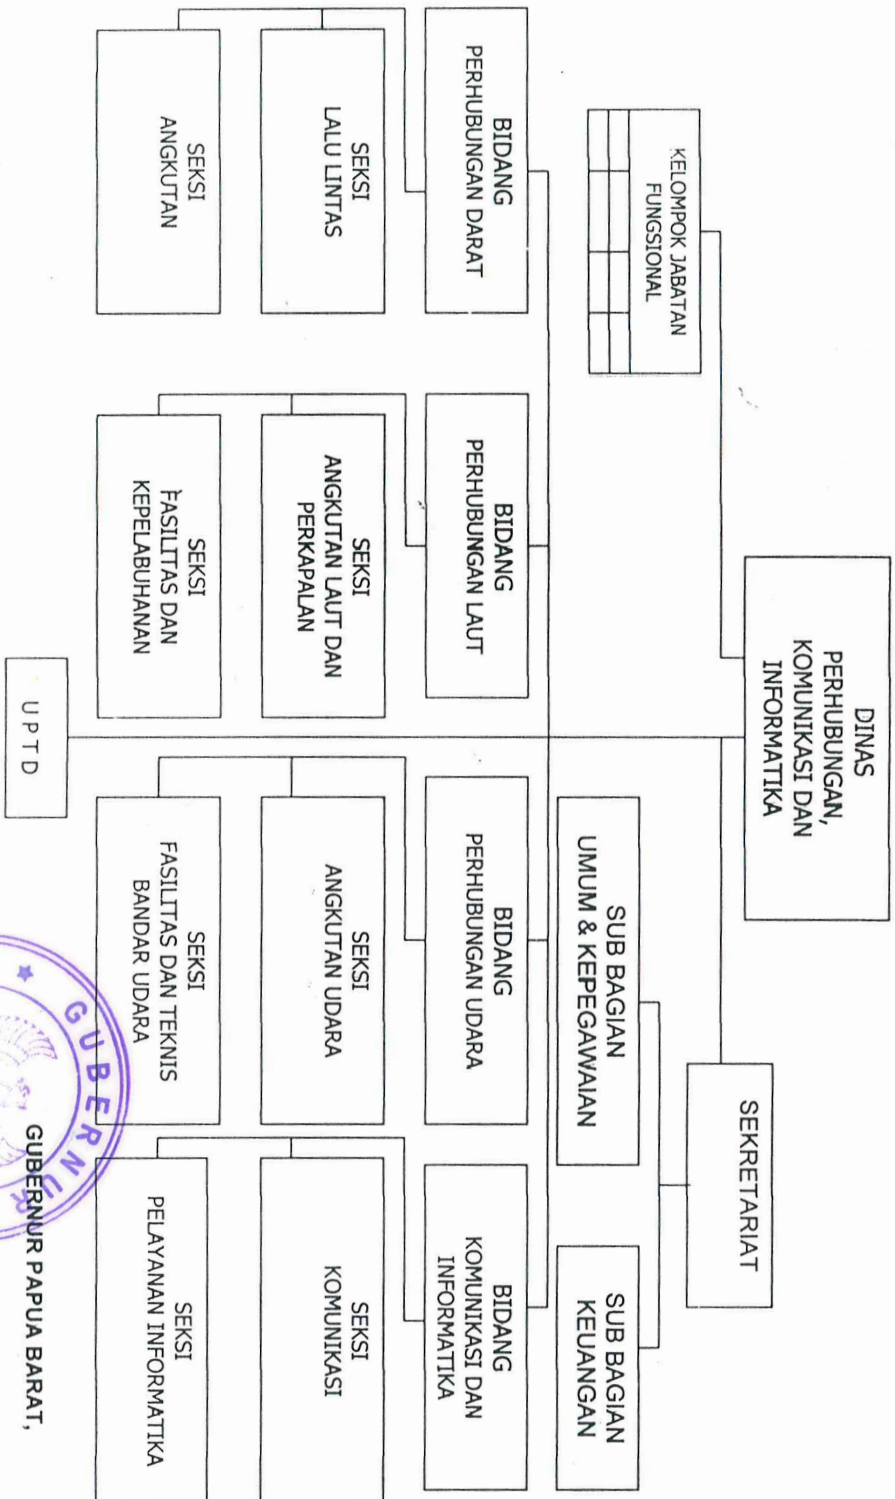 DINAS
PERHUBUNGAN,
KOMUNIKASI DAN
INFORMATIKA
SEKRETARIAT
KELOMPOK JABATAN
FUNGSIONAL
SUB BAGIAN
UMUM & KEPEGAWAIAN
SUB BAGIAN
KEUANGAN
BIDANG
PERHUBUNGAN DARAT
BIDANG
PERHUBUNGAN LAUT
BIDANG
PERHUBUNGAN UDARA
BIDANG
KOMUNIKASI DAN
INFORMATIKA
SEKSI
LALU LINTAS
SEKSI
ANGKUTAN LAUT DAN
PERKAPALAN
SEKSI
ANGKUTAN UDARA
SEKSI
KOMUNIKASI
SEKSI
ANGKUTAN
SEKSI
FASILITAS DAN
KEPELABUHANAN
SEKSI
FASILITAS DAN TEKNIS
BANDAR UDARA
SEKSI
PELAYANAN INFORMATIKA
U P T D
GUBERNUR PAPUA BARAT,
GUBERNUR